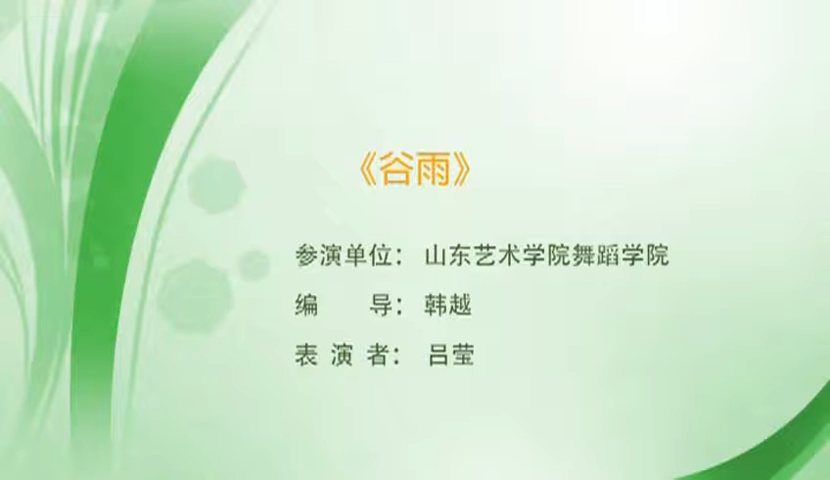 《谷雨》
参演单位： 山东艺术学院舞蹈学院
编　　导： 韩越
表 演 者： 吕莹